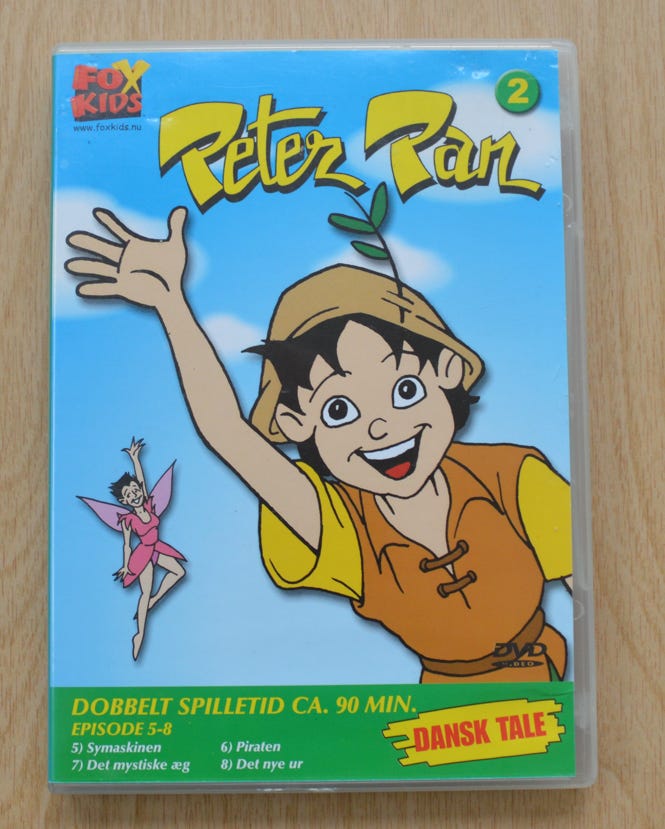 FOX
KIDS
www.foxkids.nu
2
Peter Pan
DVD
VIDEO
DOBBELT SPILLETID CA. 90 MIN.
EPISODE 5-8
5) Symaskinen 6) Piraten
7) Det mystiske æg 8) Det nye ur
DANSK TALE